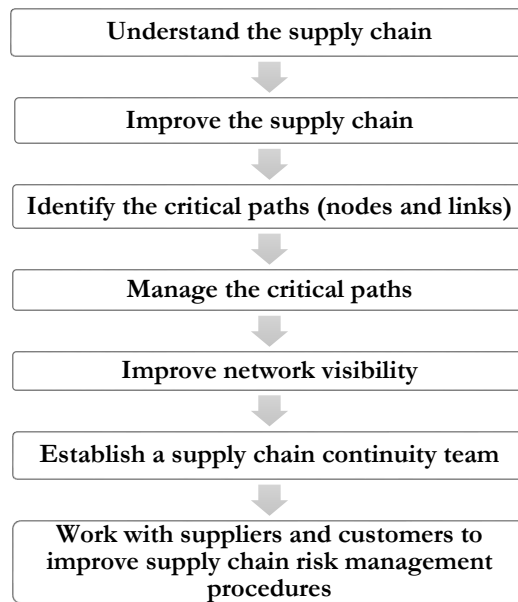 Understand the supply chain
Improve the supply chain
Identify the critical paths (nodes and links)
Manage the critical paths
Improve network visibility
Establish a supply chain continuity team
Work with suppliers and customers to
improve supply chain risk management
procedures